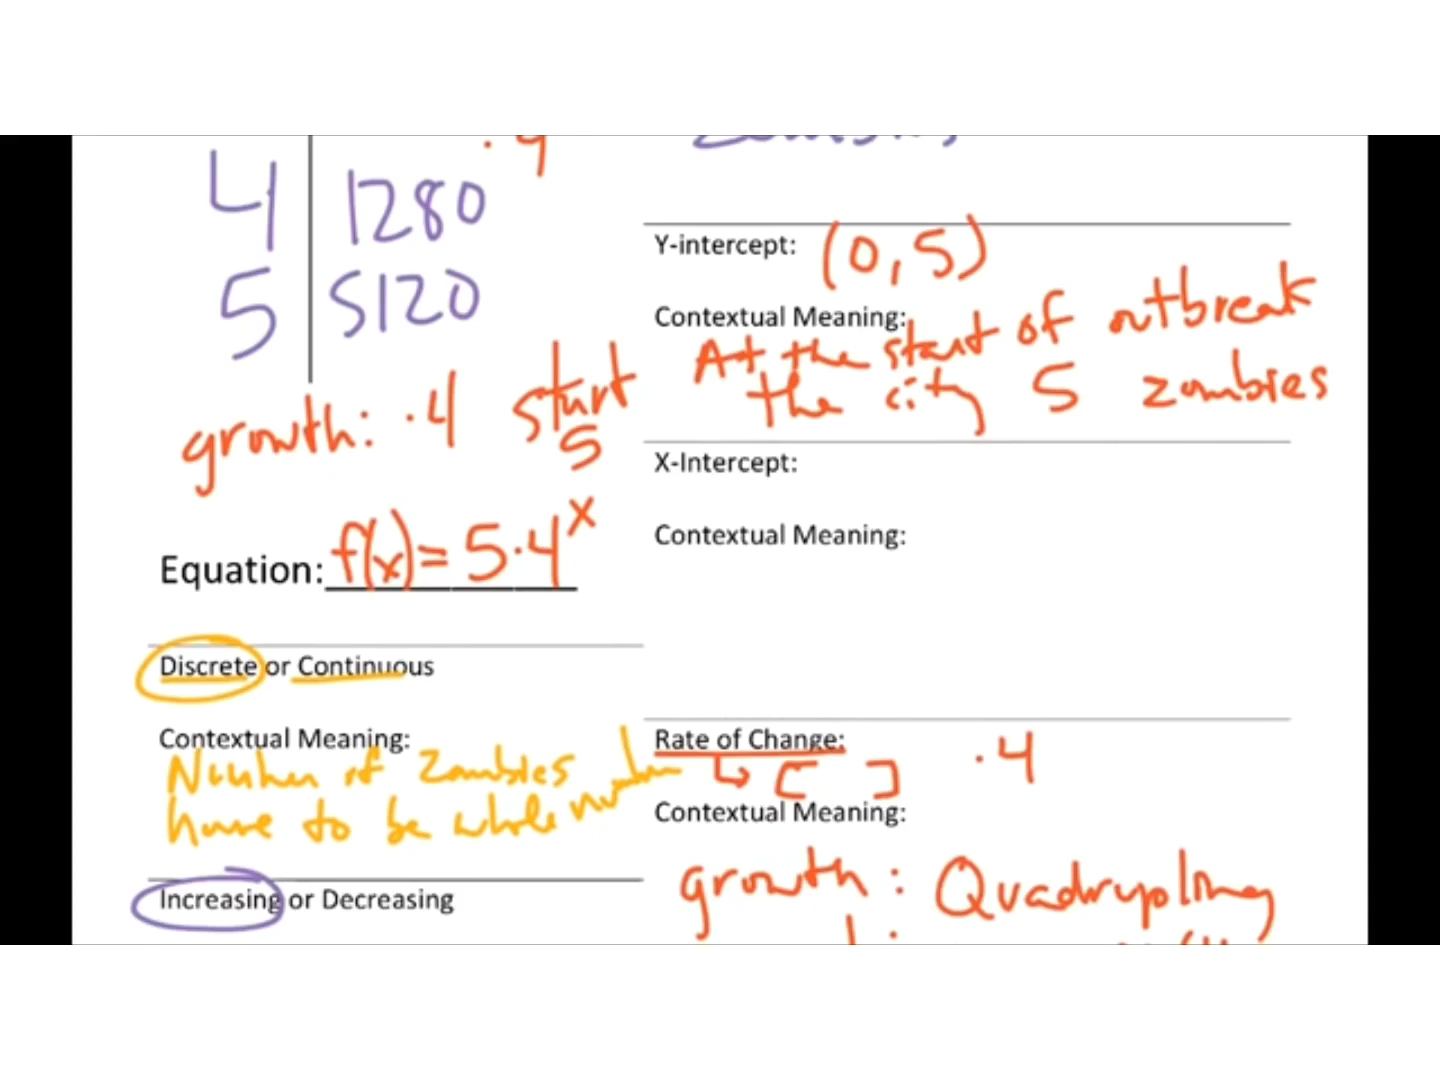 ·4
4 1280
5 5120
growth: ·4 start
5
Equation: f(x) = 5·4^x
Discrete or Continuous
Contextual Meaning:
Number of Zombies
have to be whole number
Increasing or Decreasing
Y-intercept: (0, 5)
Contextual Meaning:
At the start of outbreak
the city 5 zombies
X-Intercept:
Contextual Meaning:
Rate of Change: ·4
[ ]
Contextual Meaning:
growth: Quadrupling